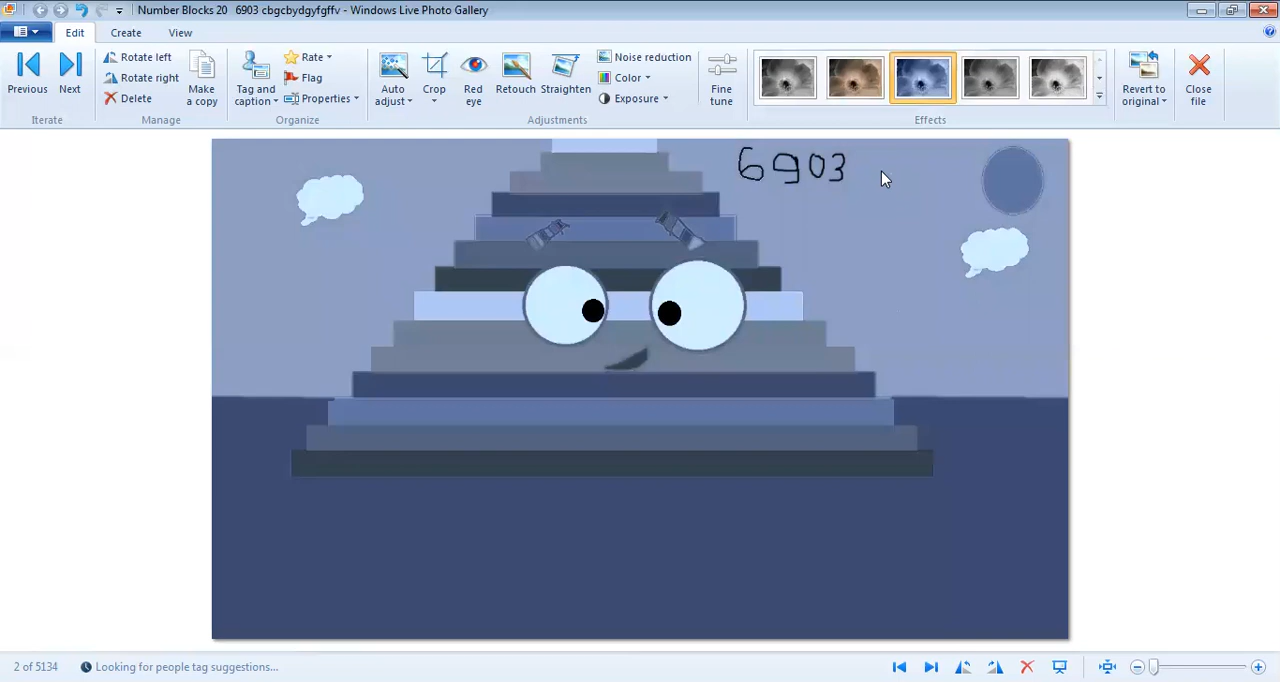 Number Blocks 20   6903 cbgcbydgyfgffv - Windows Live Photo Gallery
Edit Create View
Previous Next
Rotate left
Rotate right
Delete
Make a copy
Tag and caption
Rate
Flag
Properties
Auto adjust
Crop
Red eye
Retouch
Straighten
Noise reduction
Color
Exposure
Fine tune
Revert to original
Close file
Iterate Manage Organize Adjustments Effects
6903
2 of 5134 Looking for people tag suggestions...